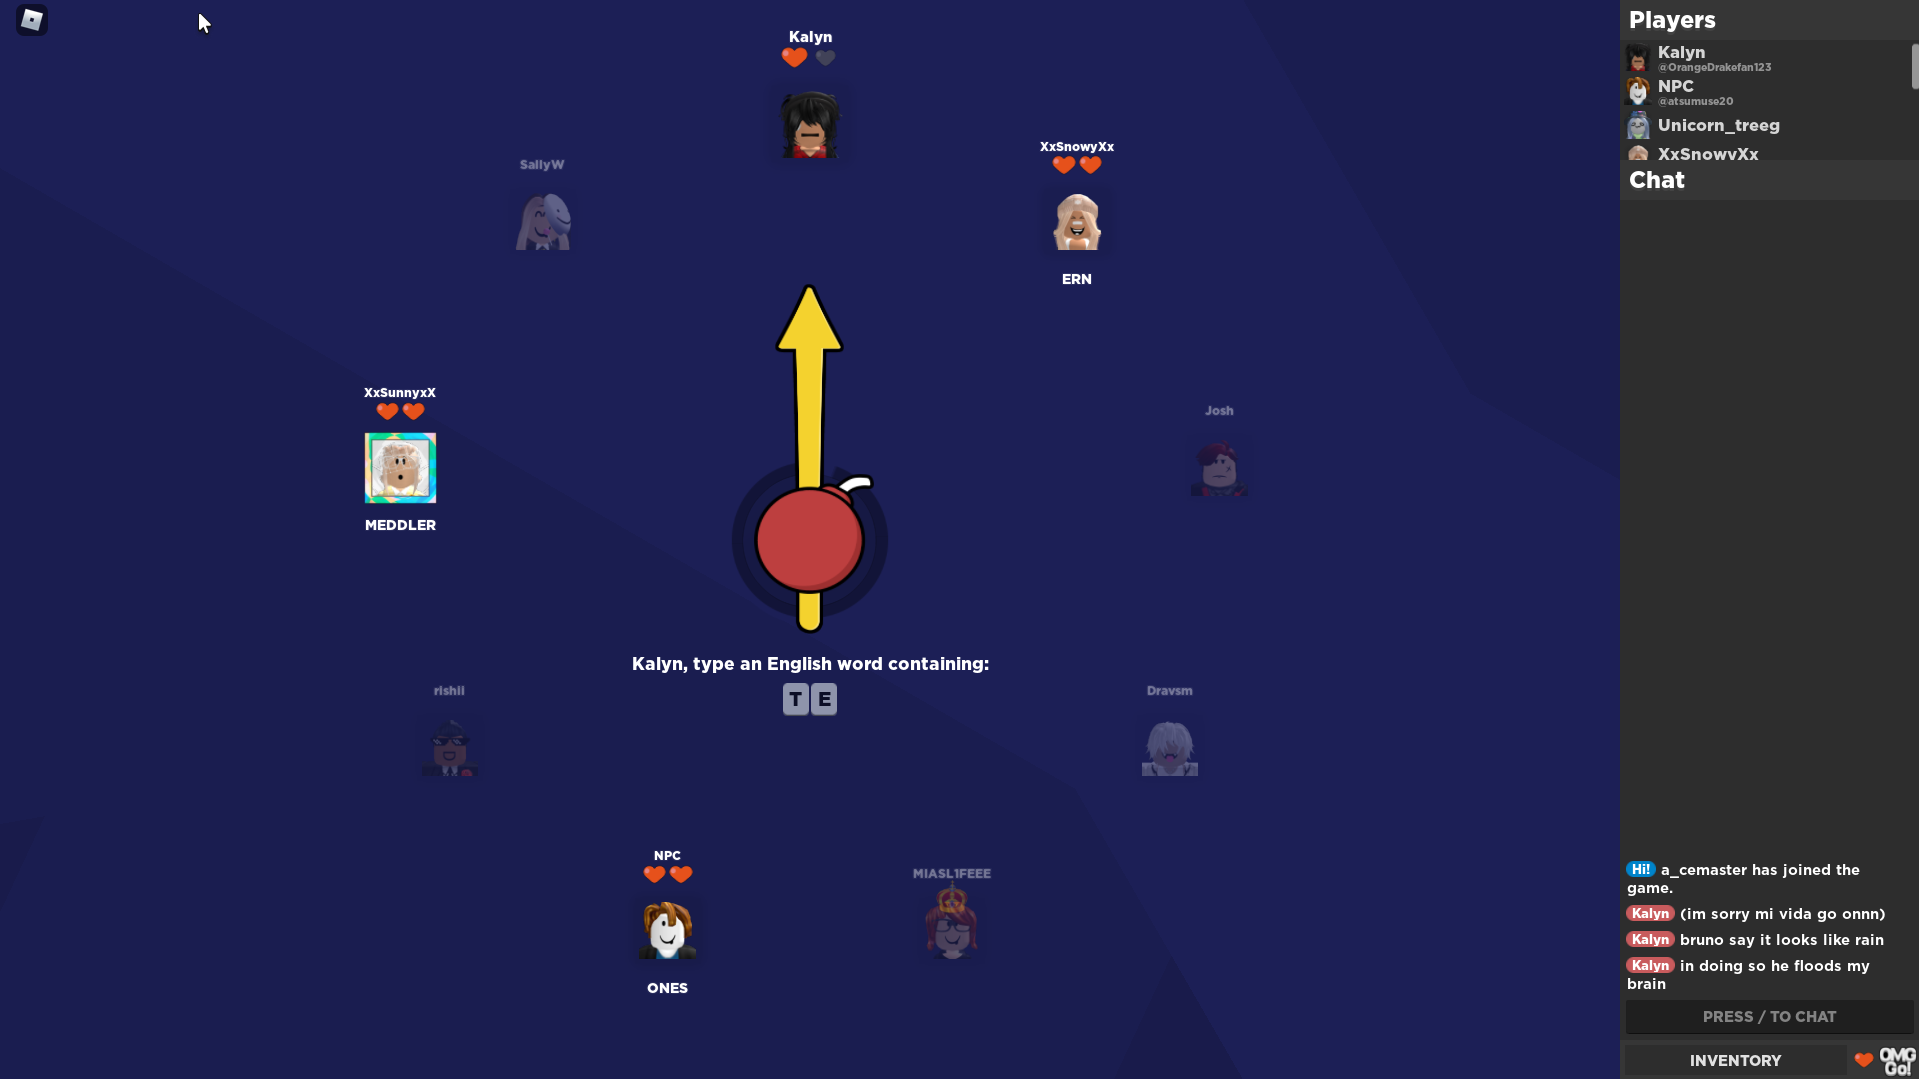 Kalyn
SallyW
XxSnowyXx
ERN
XxSunnyxX
MEDDLER
Josh
Kalyn, type an English word containing:
T E
rishii
Dravsm
NPC
ONES
MIASL1FEEE
Players
Kalyn
@OrangeDrakefan123
NPC
@atsumuse20
Unicorn_treeg
XxSnowyXx
Chat
Hi! a_cemaster has joined the
game.
Kalyn (im sorry mi vida go onnn)
Kalyn bruno say it looks like rain
Kalyn in doing so he floods my
brain
PRESS / TO CHAT
INVENTORY
OMG
Go!